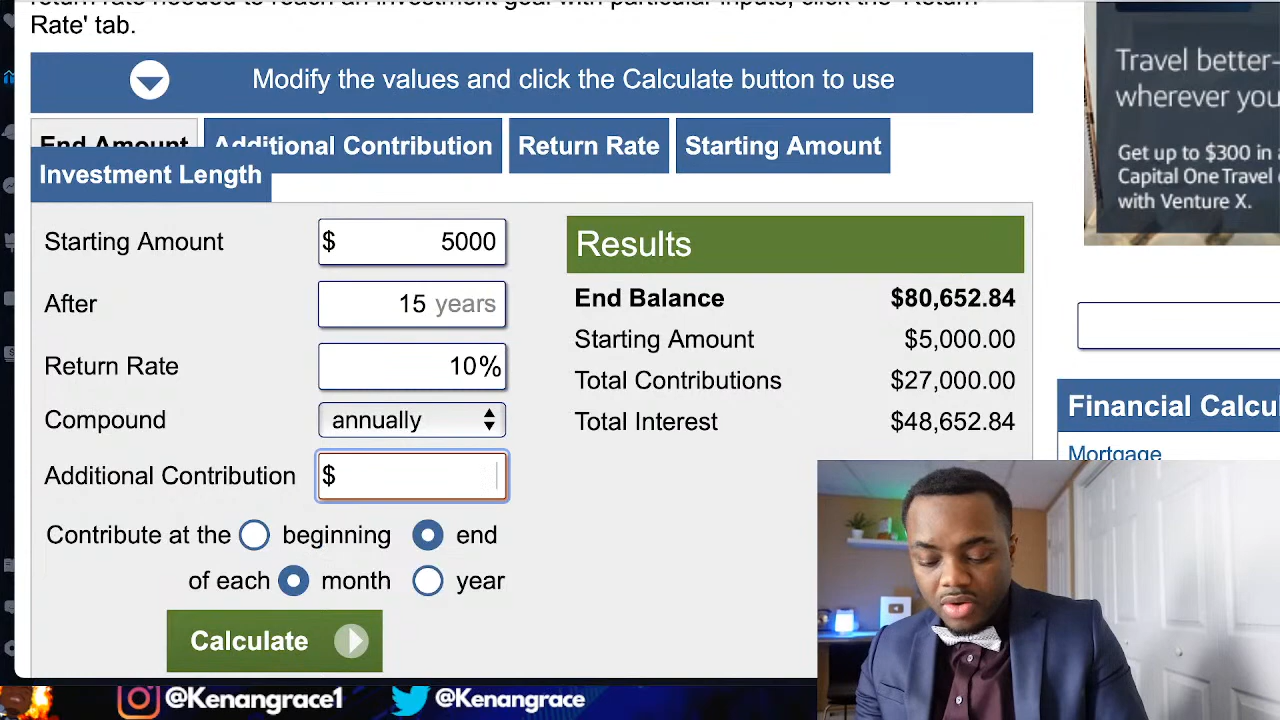 Rate' tab.
Modify the values and click the Calculate button to use
End Amount
Additional Contribution
Return Rate
Starting Amount
Investment Length
Starting Amount
$ 5000
After
15 years
Return Rate
10%
Compound
annually
Additional Contribution
$
Contribute at the beginning end
of each month year
Calculate
Results
End Balance $80,652.84
Starting Amount $5,000.00
Total Contributions $27,000.00
Total Interest $48,652.84
Travel better-
wherever you
Get up to $300 in
Capital One Travel
with Venture X.
Financial Calcu
Mortgage
@Kenangrace1
@Kenangrace